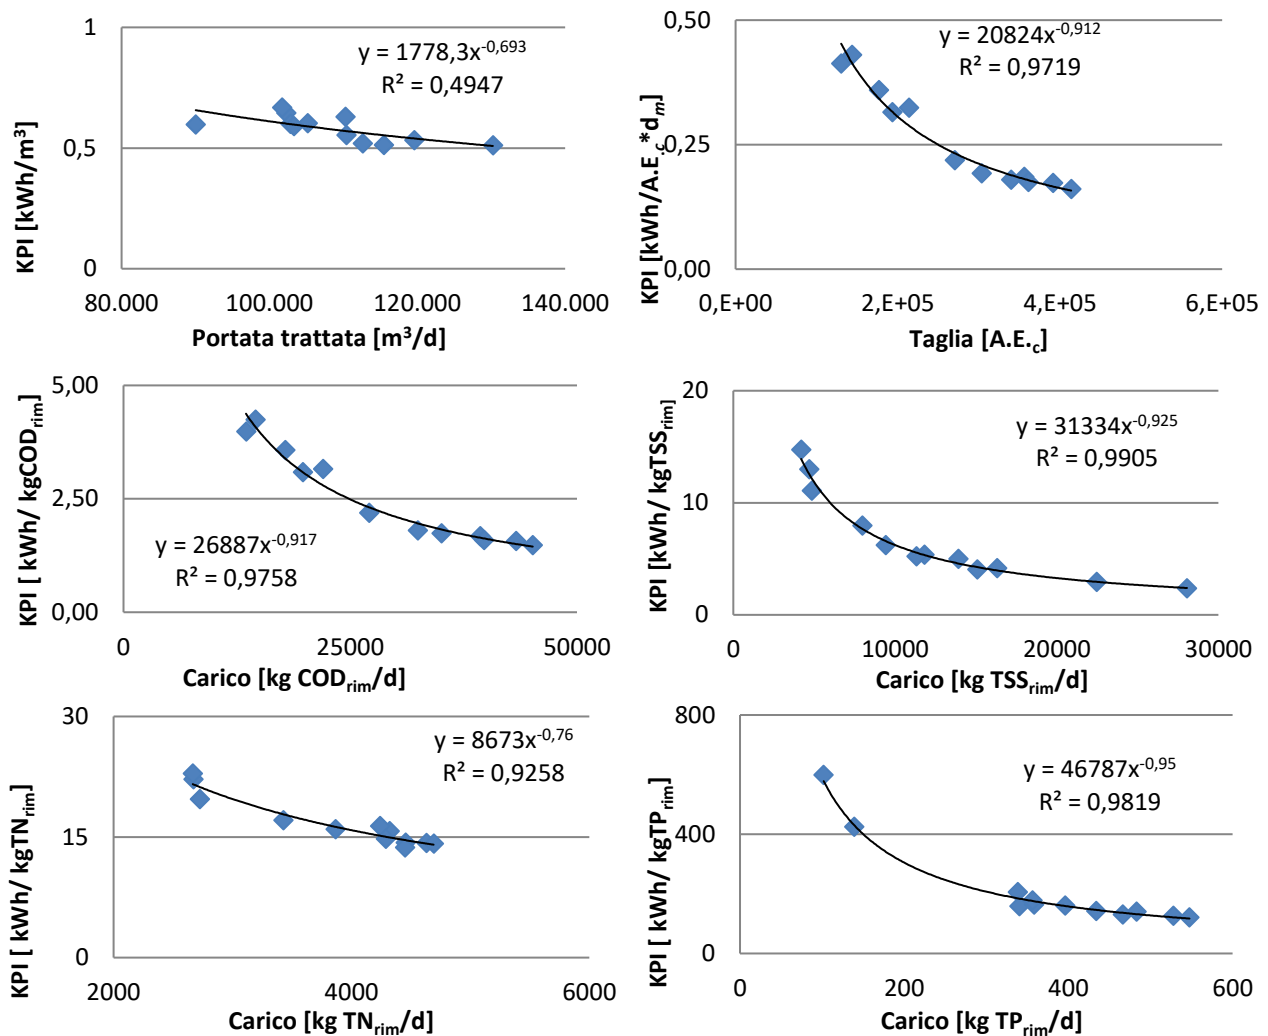 KPI [kWh/m³]
1
0,5
0
y = 1778,3x^-0,693
R² = 0,4947
80.000 100.000 120.000 140.000
Portata trattata [m³/d]
KPI [kWh/A.E.c*dm]
0,50
0,25
0,00
y = 20824x^-0,912
R² = 0,9719
0,E+00 2,E+05 4,E+05 6,E+05
Taglia [A.E.c]
KPI [ kWh/ kgCODrim]
5,00
2,50
0,00
y = 26887x^-0,917
R² = 0,9758
0 25000 50000
Carico [kg CODrim/d]
KPI [kWh/ kgTSSrim]
20
10
0
y = 31334x^-0,925
R² = 0,9905
0 10000 20000 30000
Carico [kg TSSrim/d]
KPI [ kWh/ kgTNrim]
30
15
0
y = 8673x^-0,76
R² = 0,9258
2000 4000 6000
Carico [kg TNrim/d]
KPI [ kWh/ kgTPrim]
800
400
0
y = 46787x^-0,95
R² = 0,9819
0 200 400 600
Carico [kg TPrim/d]